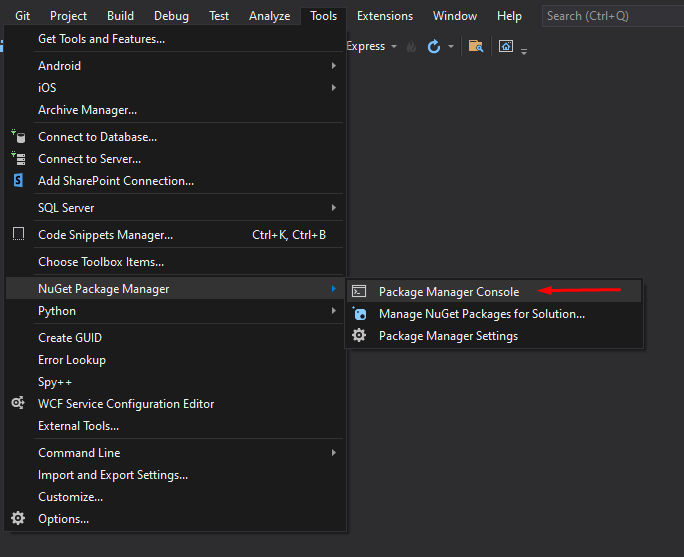 Git Project Build Debug Test Analyze Tools Extensions Window Help Search (Ctrl+Q)
Get Tools and Features...
Express
Android
iOS
Archive Manager...
Connect to Database...
Connect to Server...
Add SharePoint Connection...
SQL Server
Code Snippets Manager... Ctrl+K, Ctrl+B
Choose Toolbox Items...
NuGet Package Manager
Package Manager Console
Manage NuGet Packages for Solution...
Package Manager Settings
Python
Create GUID
Error Lookup
Spy++
WCF Service Configuration Editor
External Tools...
Command Line
Import and Export Settings...
Customize...
Options...